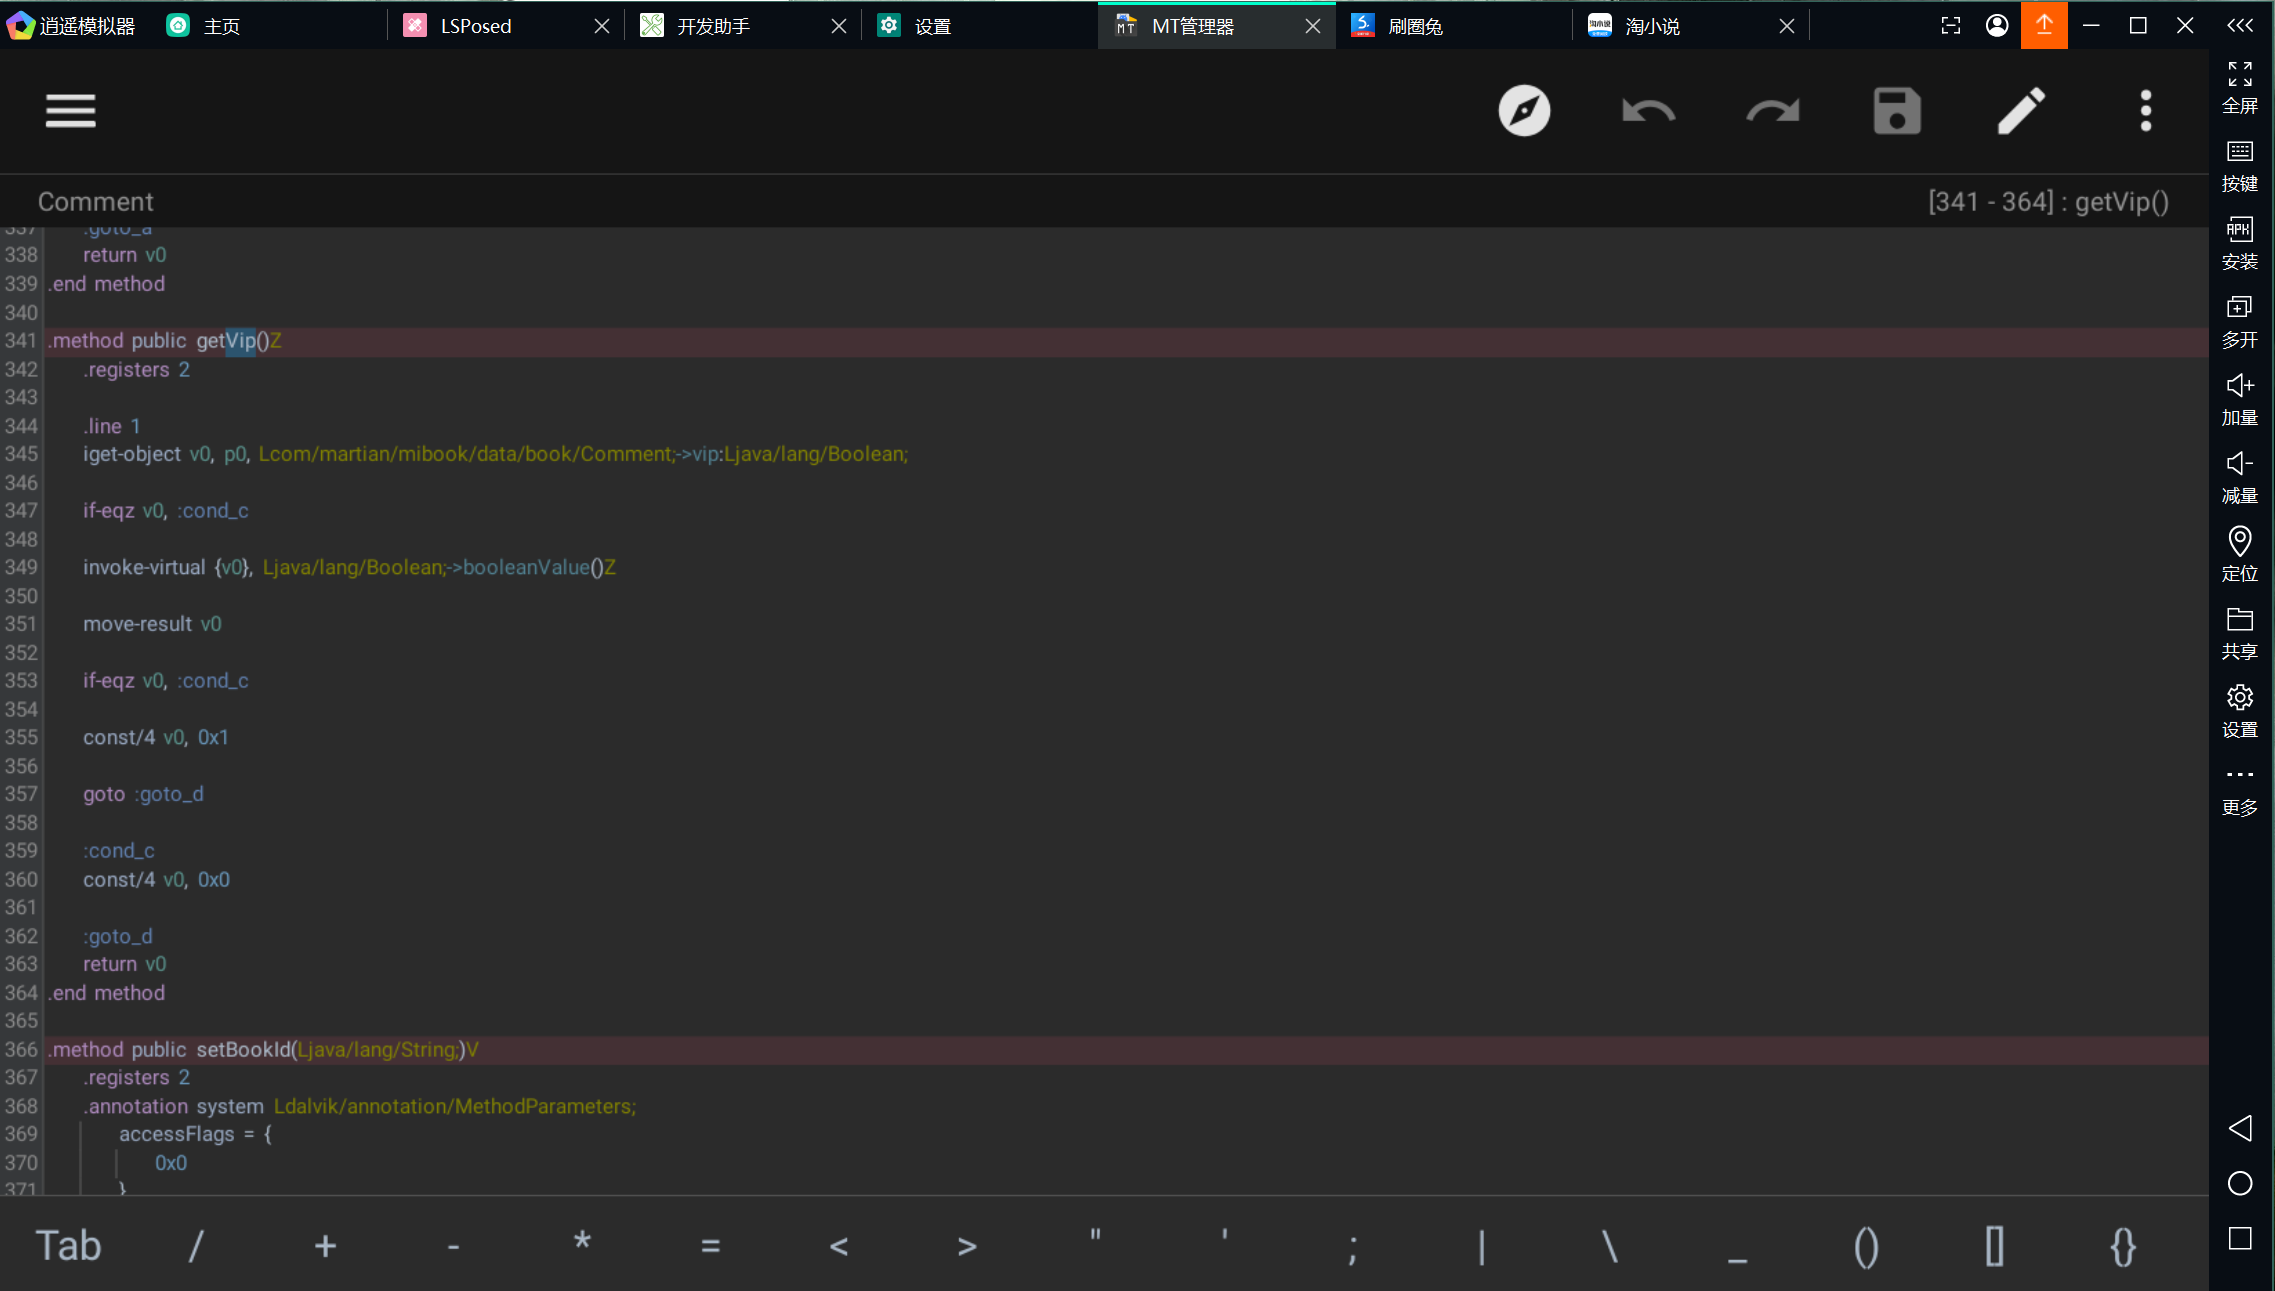 逍遥模拟器 主页 LSPosed 开发助手 设置 MT管理器 刷圈兔 淘小说
全屏
Comment [341 - 364] : getVip()
按键
337 :goto_a
338 return v0
安装
339 .end method
340
341 .method public getVip()Z
多开
342 .registers 2
343
344 .line 1
加量
345 iget-object v0, p0, Lcom/martian/mibook/data/book/Comment;->vip:Ljava/lang/Boolean;
346
减量
347 if-eqz v0, :cond_c
348
349 invoke-virtual {v0}, Ljava/lang/Boolean;->booleanValue()Z
定位
350
351 move-result v0
352
共享
353 if-eqz v0, :cond_c
354
设置
355 const/4 v0, 0x1
356
357 goto :goto_d
更多
358
359 :cond_c
360 const/4 v0, 0x0
361
362 :goto_d
363 return v0
364 .end method
365
366 .method public setBookId(Ljava/lang/String;)V
367 .registers 2
368 .annotation system Ldalvik/annotation/MethodParameters;
369 accessFlags = {
370 0x0
371 }
Tab / + - * = < > " ' ; | \ _ () [] {}